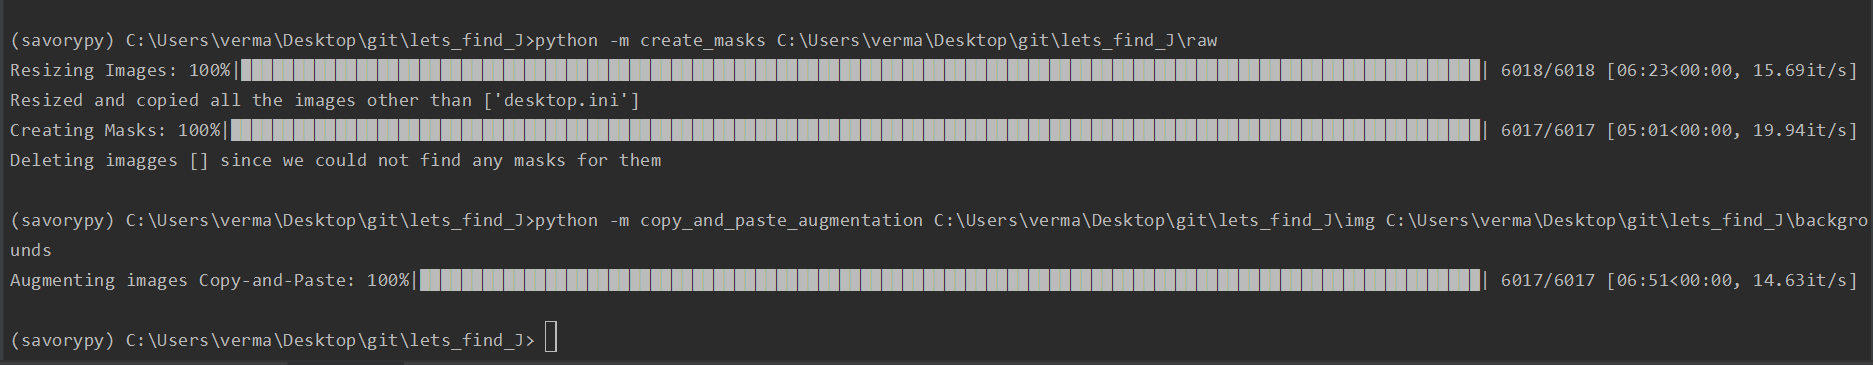 (savorypy) C:\Users\verma\Desktop\git\lets_find_J>python -m create_masks C:\Users\verma\Desktop\git\lets_find_J\raw
Resizing Images: 100%|██████████| 6018/6018 [06:23<00:00, 15.69it/s]
Resized and copied all the images other than ['desktop.ini']
Creating Masks: 100%|██████████| 6017/6017 [05:01<00:00, 19.94it/s]
Deleting imagges [] since we could not find any masks for them
(savorypy) C:\Users\verma\Desktop\git\lets_find_J>python -m copy_and_paste_augmentation C:\Users\verma\Desktop\git\lets_find_J\img C:\Users\verma\Desktop\git\lets_find_J\backgro
unds
Augmenting images Copy-and-Paste: 100%|██████████| 6017/6017 [06:51<00:00, 14.63it/s]
(savorypy) C:\Users\verma\Desktop\git\lets_find_J>